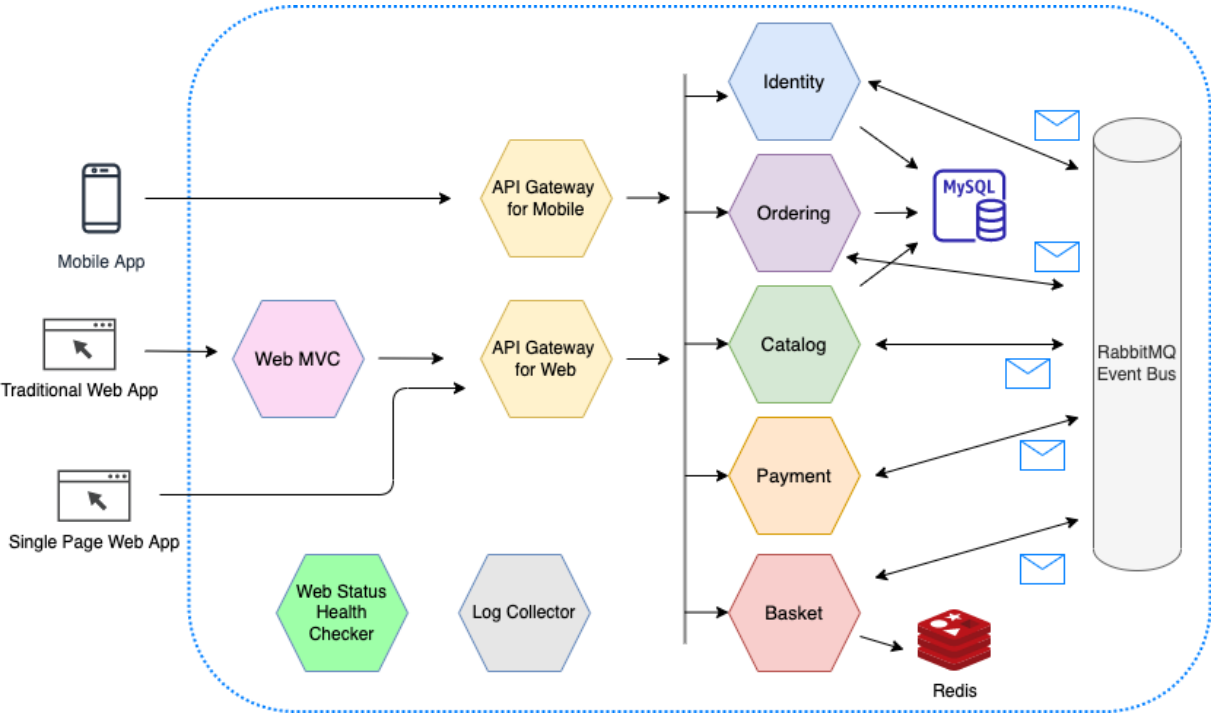 Identity
API Gateway
for Mobile
MySQL
Ordering
Mobile App
Web MVC
API Gateway
for Web
Catalog
RabbitMQ
Event Bus
Traditional Web App
Payment
Single Page Web App
Web Status
Health
Checker
Log Collector
Basket
Redis